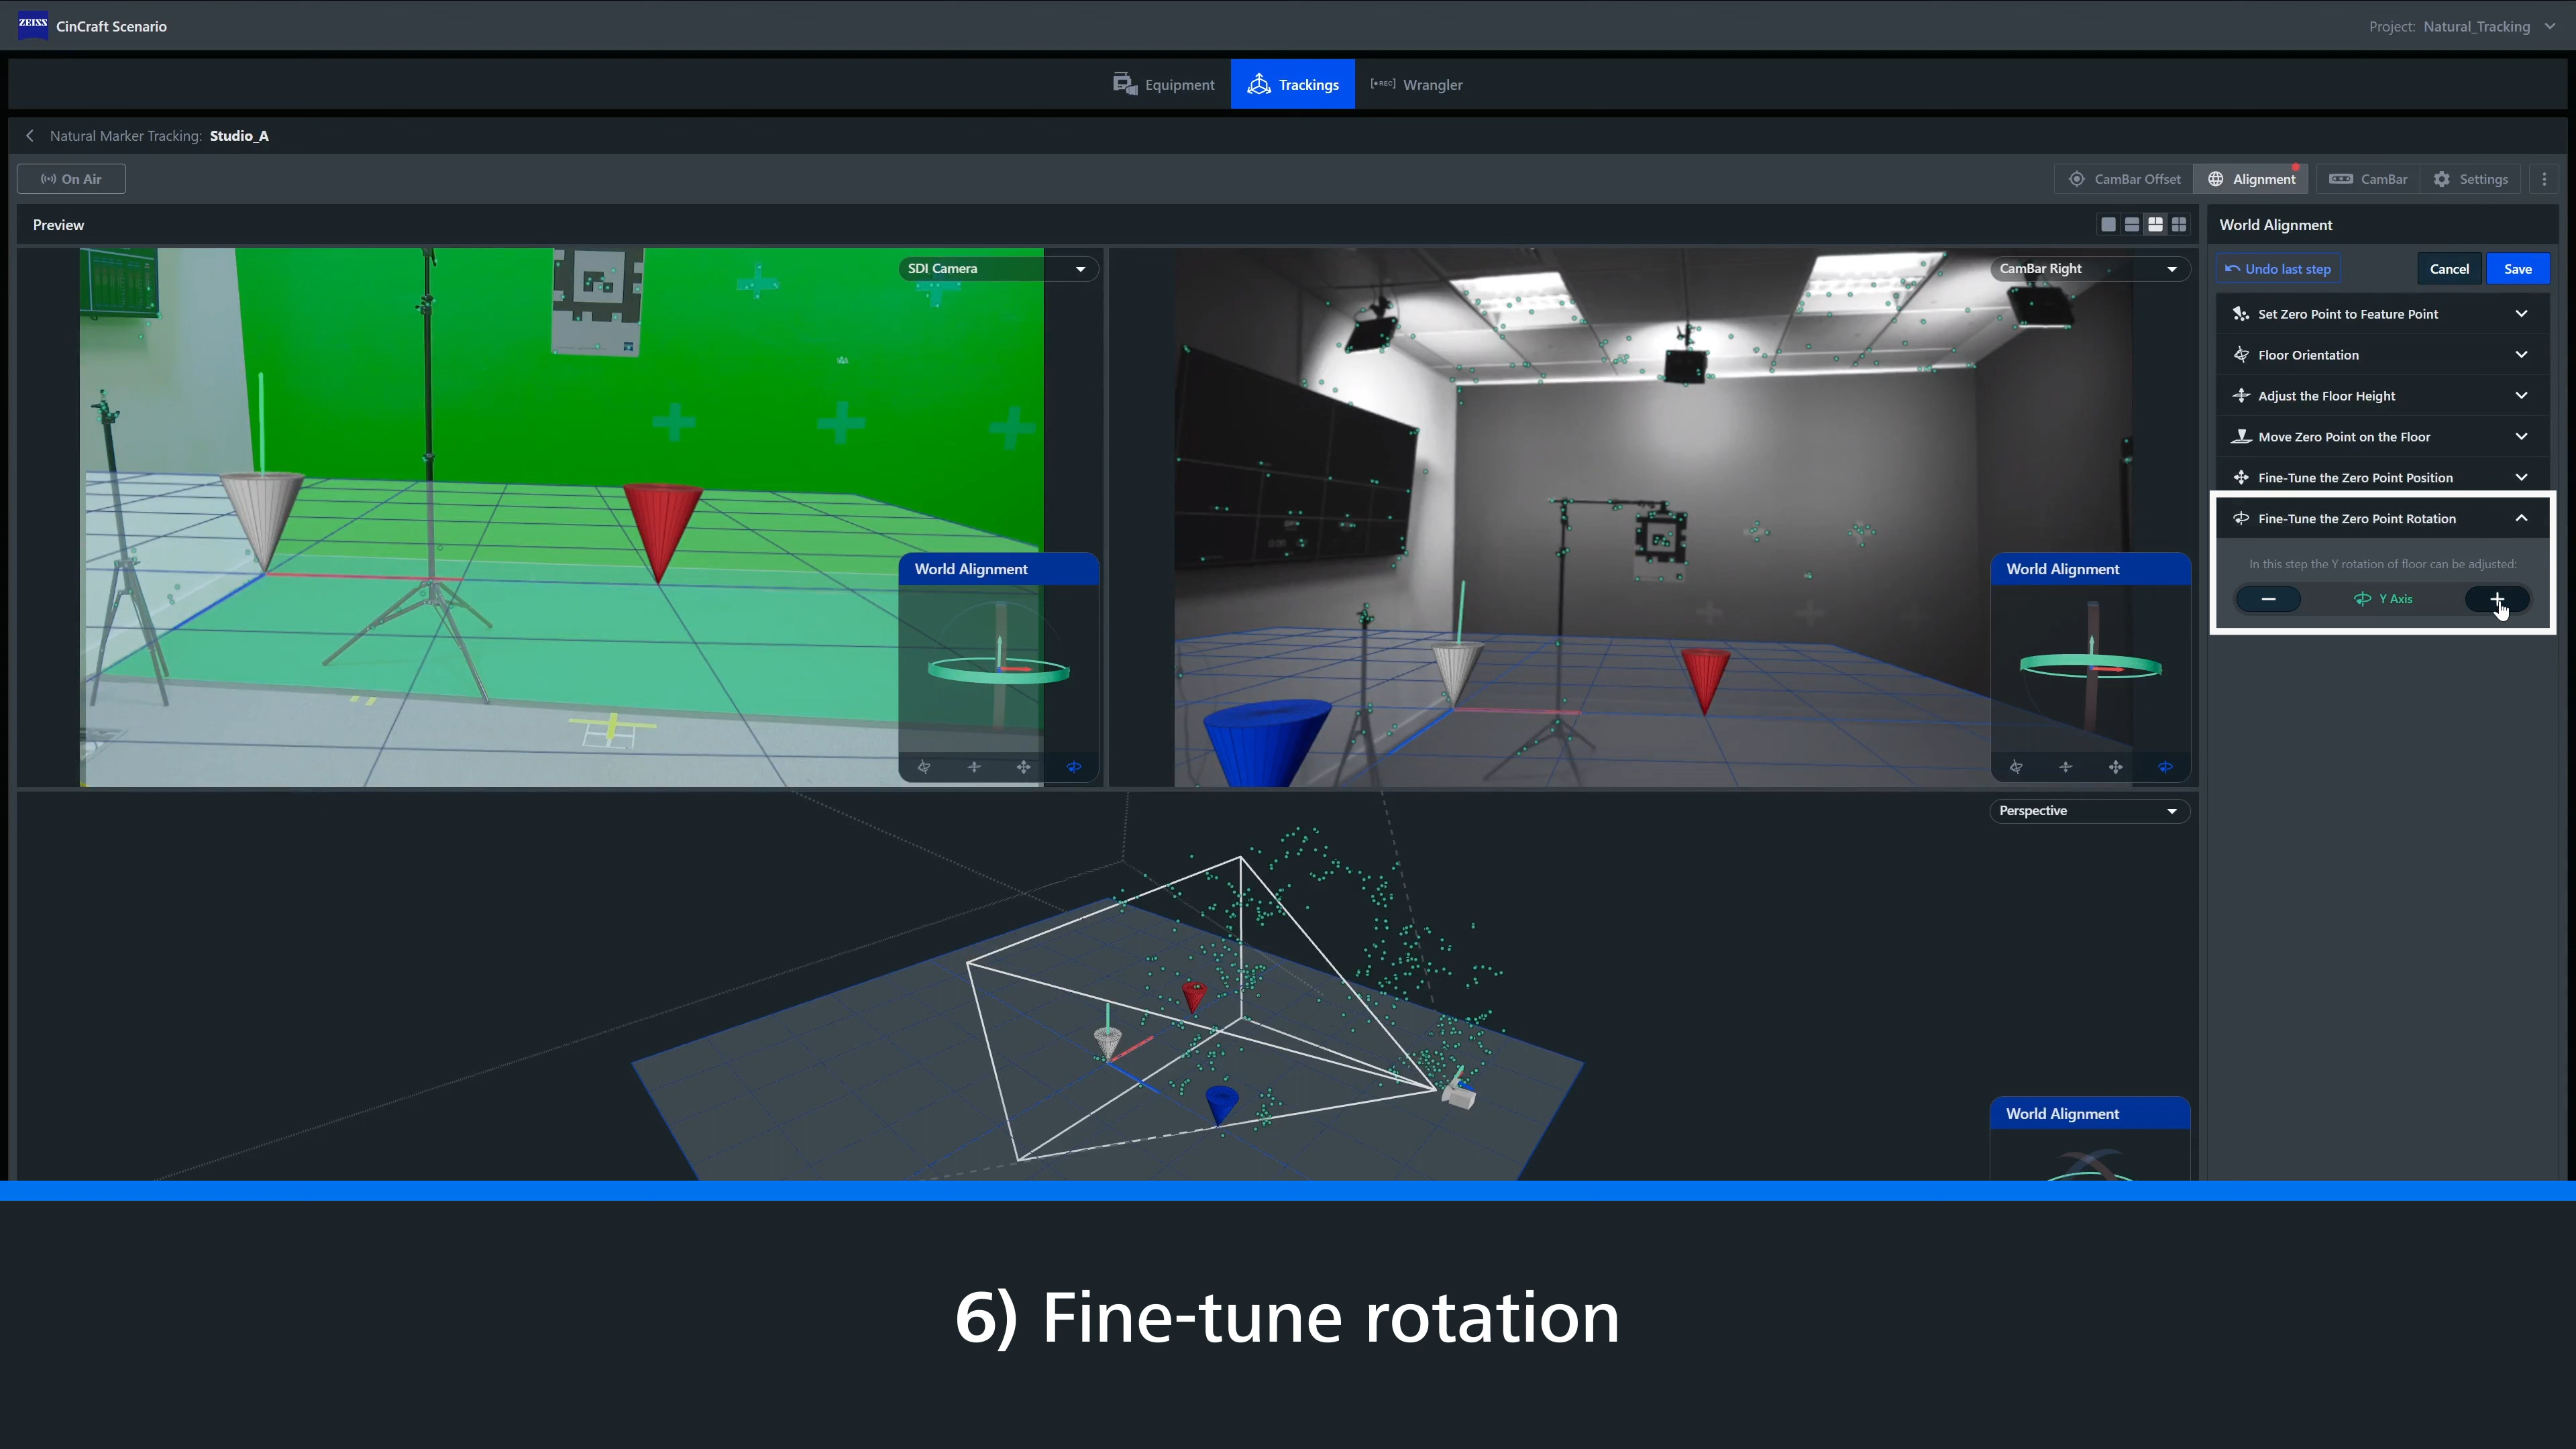 ZEISS CinCraft Scenario
Project: Natural_Tracking
Equipment
Trackings
[•REC] Wrangler
Natural Marker Tracking: Studio_A
On Air
CamBar Offset
Alignment
CamBar
Settings
Preview
World Alignment
SDI Camera
CamBar Right
Undo last step
Cancel
Save
Set Zero Point to Feature Point
Floor Orientation
Adjust the Floor Height
Move Zero Point on the Floor
Fine-Tune the Zero Point Position
Fine-Tune the Zero Point Rotation
In this step the Y rotation of floor can be adjusted:
Y Axis
World Alignment
World Alignment
Perspective
World Alignment
6) Fine-tune rotation